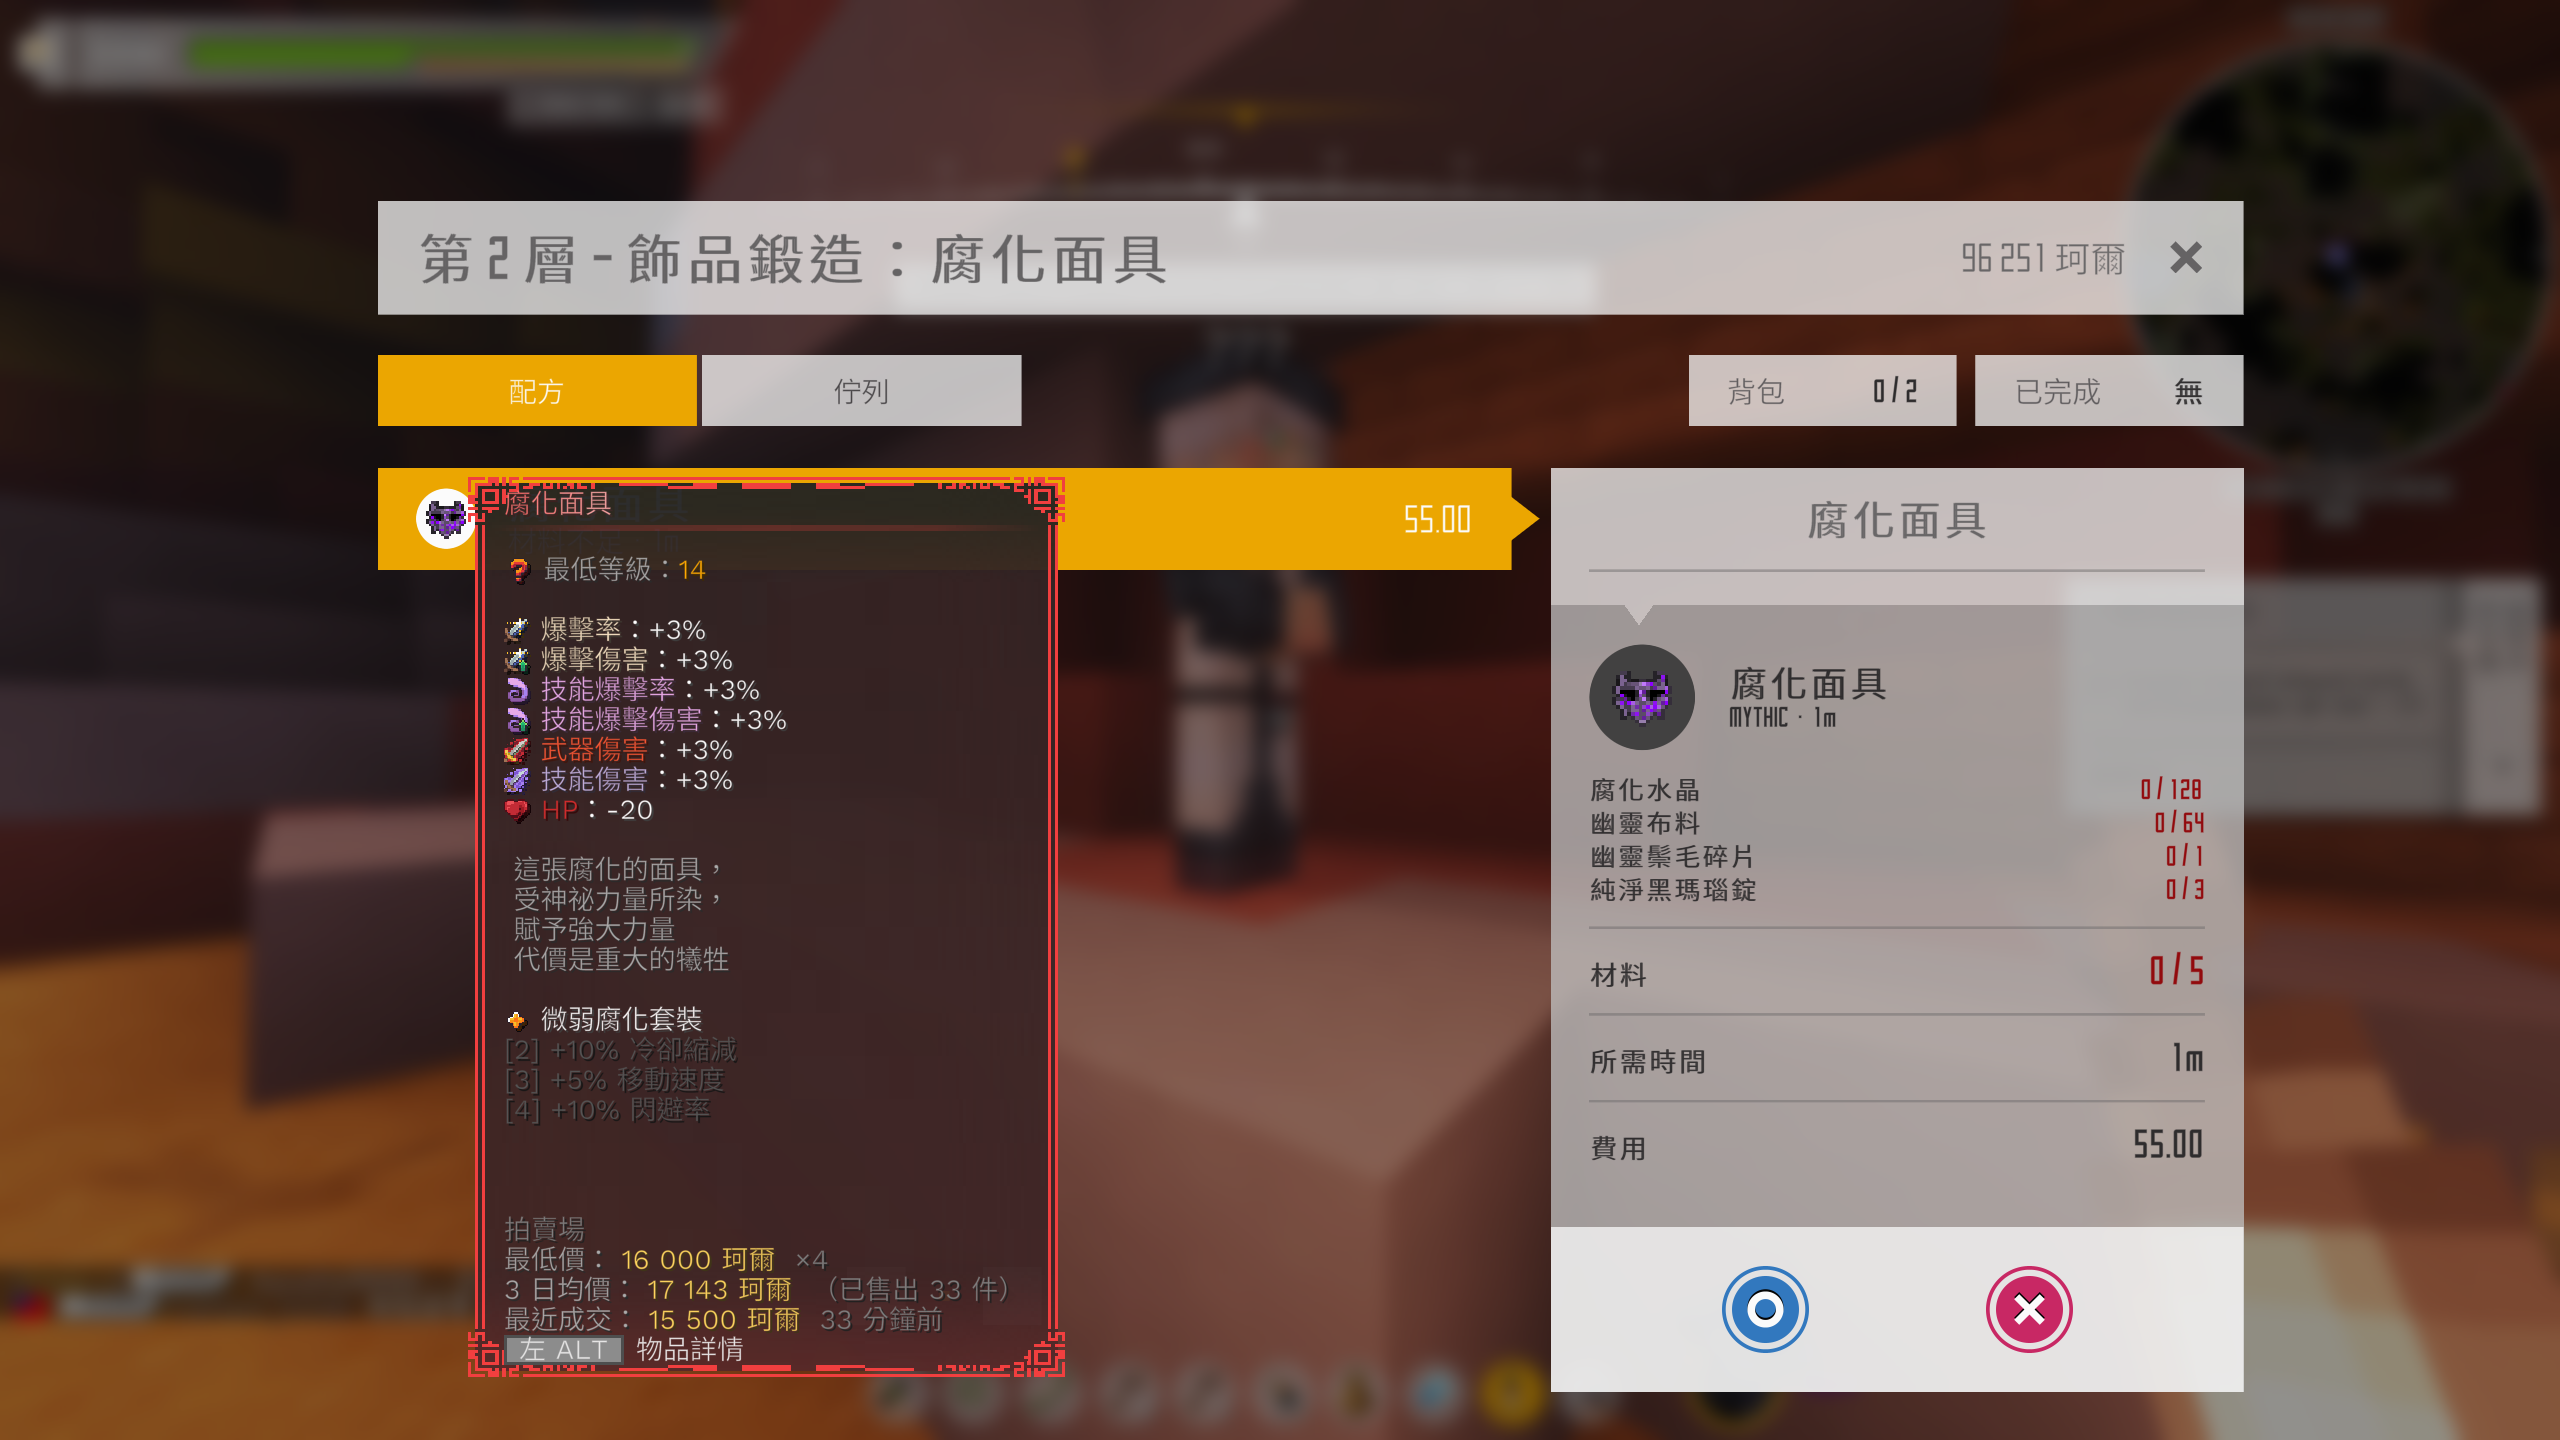 第2層-飾品鍛造：腐化面具
96 251 珂爾
配方
佇列
背包 0/2
已完成 無
55.00
腐化面具
最低等級：14
爆擊率：+3%
爆擊傷害：+3%
技能爆擊率：+3%
技能爆擊傷害：+3%
武器傷害：+3%
技能傷害：+3%
HP：-20
這張腐化的面具，
受神祕力量所染，
賦予強大力量
代價是重大的犧牲
微弱腐化套裝
[2] +10% 冷卻縮減
[3] +5% 移動速度
[4] +10% 閃避率
拍賣場
最低價： 16 000 珂爾 ×4
3 日均價： 17 143 珂爾 （已售出 33 件）
最近成交： 15 500 珂爾 33 分鐘前
左 ALT 物品詳情
腐化面具
腐化面具
MYTHIC · 1m
腐化水晶 0/128
幽靈布料 0/64
幽靈鬃毛碎片 0/1
純淨黑瑪瑙錠 0/3
材料 0/5
所需時間 1m
費用 55.00